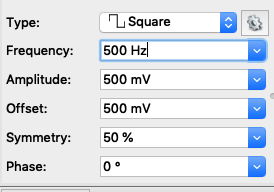 Type: Square
Frequency: 500 Hz
Amplitude: 500 mV
Offset: 500 mV
Symmetry: 50 %
Phase: 0 °